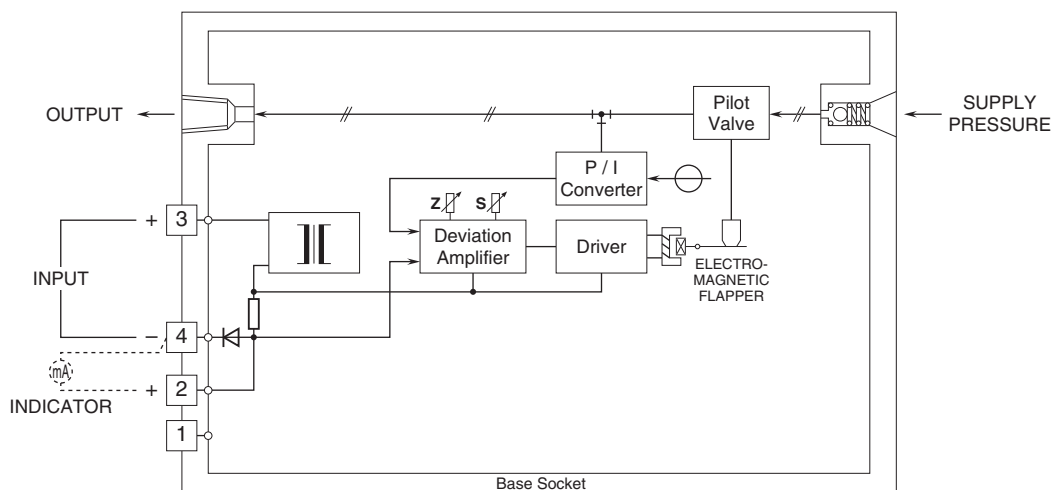 OUTPUT
Pilot
Valve
SUPPLY
PRESSURE
P / I
Converter
Z
S
+ 3
Deviation
Amplifier
Driver
INPUT
ELECTRO-
MAGNETIC
FLAPPER
– 4
mA
+ 2
INDICATOR
1
Base Socket